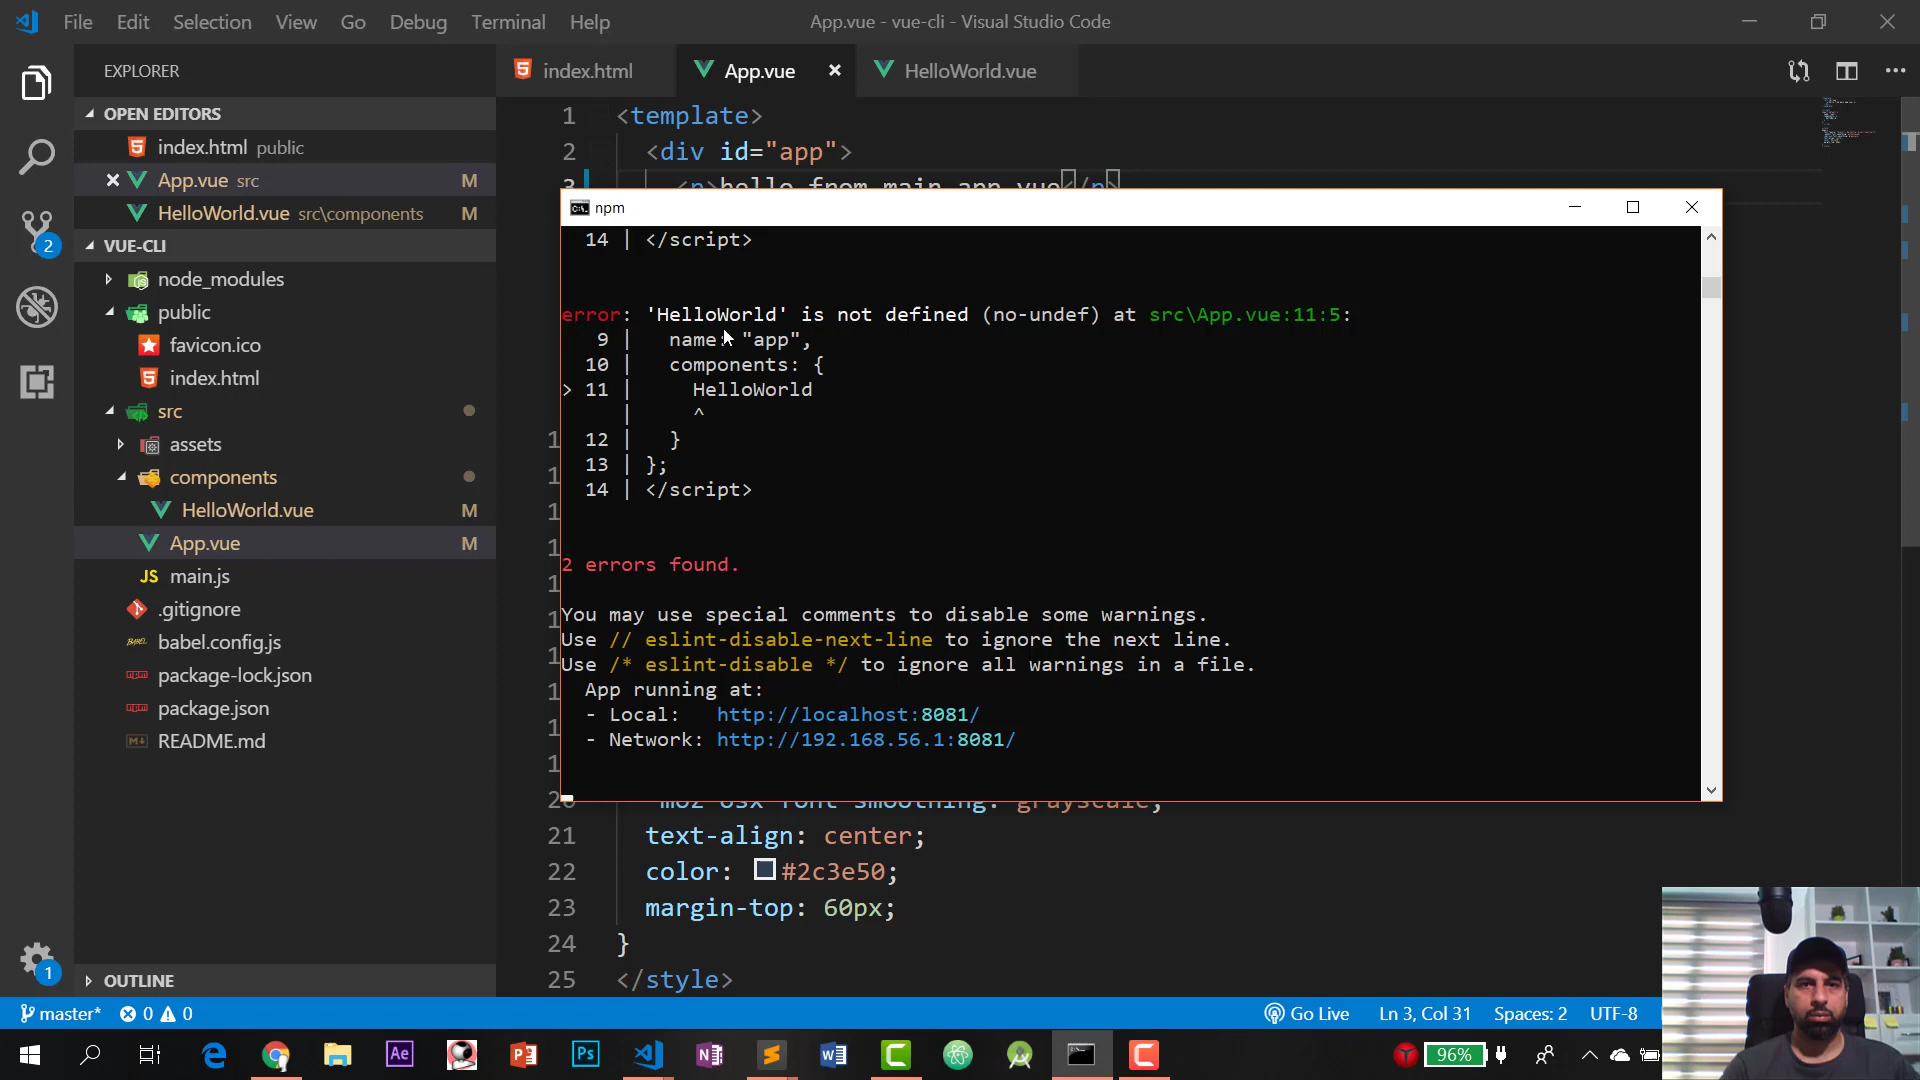 File Edit Selection View Go Debug Terminal Help
App.vue - vue-cli - Visual Studio Code
EXPLORER
OPEN EDITORS
index.html public
App.vue src M
HelloWorld.vue src\components M
2
VUE-CLI
node_modules
public
favicon.ico
index.html
src
assets
components
HelloWorld.vue M
App.vue M
JS main.js
.gitignore
babel.config.js
package-lock.json
package.json
README.md
1
OUTLINE
index.html App.vue HelloWorld.vue
1 <template>
2 <div id="app">
3 <p>hello from main app vue</p>
npm
14 | </script>
error: 'HelloWorld' is not defined (no-undef) at src\App.vue:11:5:
9 | name: "app",
10 | components: {
> 11 | HelloWorld
| ^
12 | }
13 | };
14 | </script>
2 errors found.
You may use special comments to disable some warnings.
Use // eslint-disable-next-line to ignore the next line.
Use /* eslint-disable */ to ignore all warnings in a file.
App running at:
- Local: http://localhost:8081/
- Network: http://192.168.56.1:8081/
grayscale;
21 text-align: center;
22 color: #2c3e50;
23 margin-top: 60px;
24 }
25 </style>
master* 0 0
Go Live Ln 3, Col 31 Spaces: 2 UTF-8
Ae Ps 96%